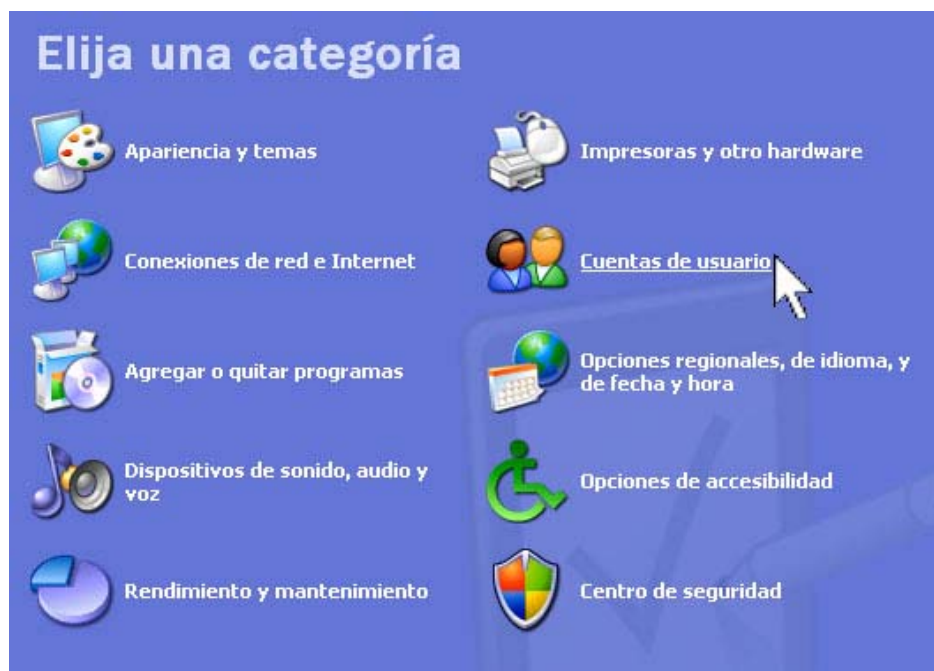 Elija una categoría
Apariencia y temas
Impresoras y otro hardware
Conexiones de red e Internet
Cuentas de usuario
Agregar o quitar programas
Opciones regionales, de idioma, y
de fecha y hora
Dispositivos de sonido, audio y
voz
Opciones de accesibilidad
Rendimiento y mantenimiento
Centro de seguridad